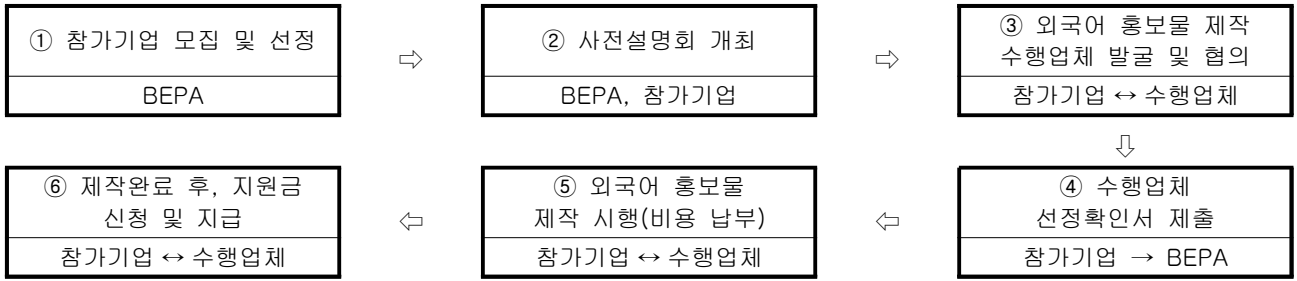 ① 참가기업 모집 및 선정
BEPA
⇨
② 사전설명회 개최
BEPA, 참가기업
⇨
③ 외국어 홍보물 제작
수행업체 발굴 및 협의
참가기업 ↔ 수행업체
⇩
④ 수행업체
선정확인서 제출
참가기업 → BEPA
⇦
⑤ 외국어 홍보물
제작 시행(비용 납부)
참가기업 ↔ 수행업체
⇦
⑥ 제작완료 후, 지원금
신청 및 지급
참가기업 ↔ 수행업체